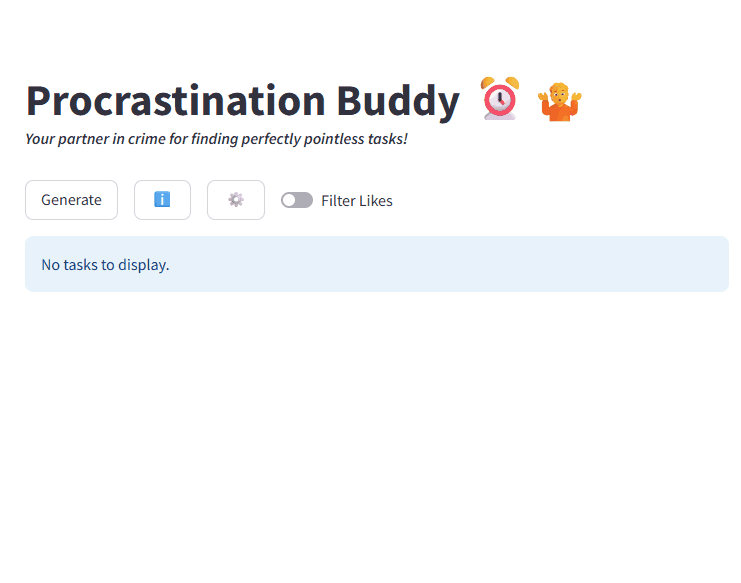 Procrastination Buddy ⏰ 🤷
Your partner in crime for finding perfectly pointless tasks!
Generate ℹ️ ⚙️ Filter Likes
No tasks to display.